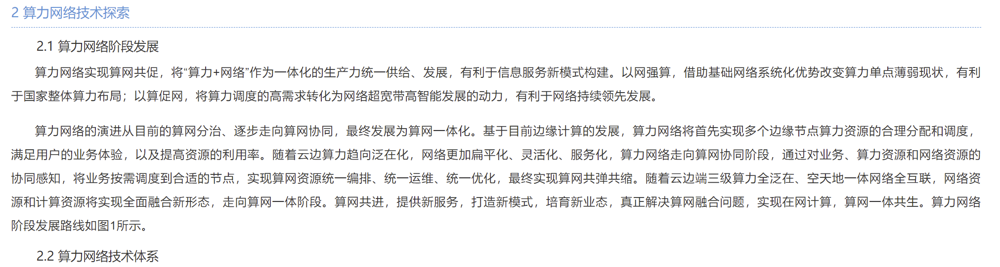 2 算力网络技术探索
2.1 算力网络阶段发展
算力网络实现算网共促，将“算力+网络”作为一体化的生产力统一供给、发展，有利于信息服务新模式构建。以网强算，借助基础网络系统化优势改变算力单点薄弱现状，有利
于国家整体算力布局；以算促网，将算力调度的高需求转化为网络超宽带高智能发展的动力，有利于网络持续领先发展。
算力网络的演进从目前的算网分治、逐步走向算网协同，最终发展为算网一体化。基于目前边缘计算的发展，算力网络将首先实现多个边缘节点算力资源的合理分配和调度，
满足用户的业务体验，以及提高资源的利用率。随着云边算力趋向泛在化，网络更加扁平化、灵活化、服务化，算力网络走向算网协同阶段，通过对业务、算力资源和网络资源的
协同感知，将业务按需调度到合适的节点，实现算网资源统一编排、统一运维、统一优化，最终实现算网共弹共缩。随着云边端三级算力全泛在、空天地一体网络全互联，网络资
源和计算资源将实现全面融合新形态，走向算网一体阶段。算网共进，提供新服务，打造新模式，培育新业态，真正解决算网融合问题，实现在网计算，算网一体共生。算力网络
阶段发展路线如图1所示。
2.2 算力网络技术体系